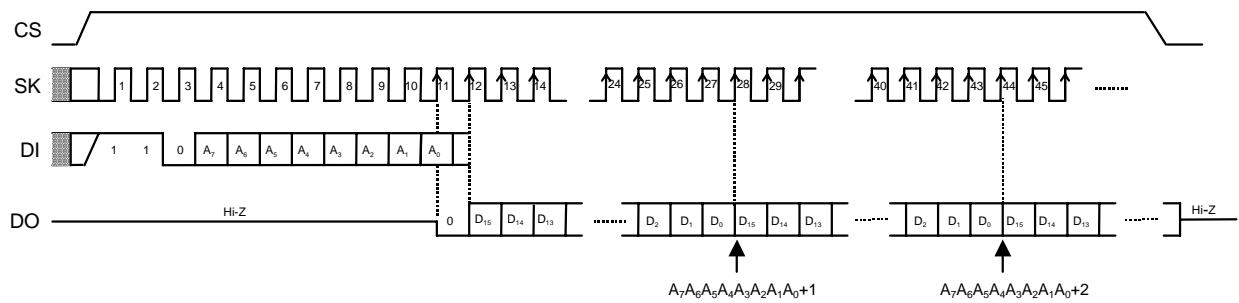 CS
SK 1 2 3 4 5 6 7 8 9 10 11 12 13 14 24 25 26 27 28 29 40 41 42 43 44 45
DI 1 1 0 A₇ A₆ A₅ A₄ A₃ A₂ A₁ A₀
DO Hi-Z 0 D₁₅ D₁₄ D₁₃ D₂ D₁ D₀ D₁₅ D₁₄ D₁₃ D₂ D₁ D₀ D₁₅ D₁₄ D₁₃ Hi-Z
A₇A₆A₅A₄A₃A₂A₁A₀+1 A₇A₆A₅A₄A₃A₂A₁A₀+2